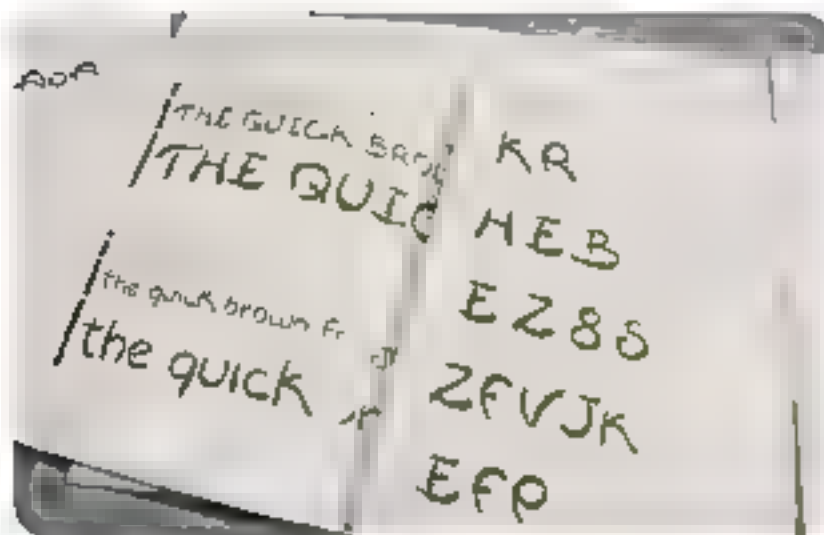 AOA
THE QUICK BROW
THE QUIC
the quick brown
the quick
KR
HEB
EZ8S
ZFVJK
EFP